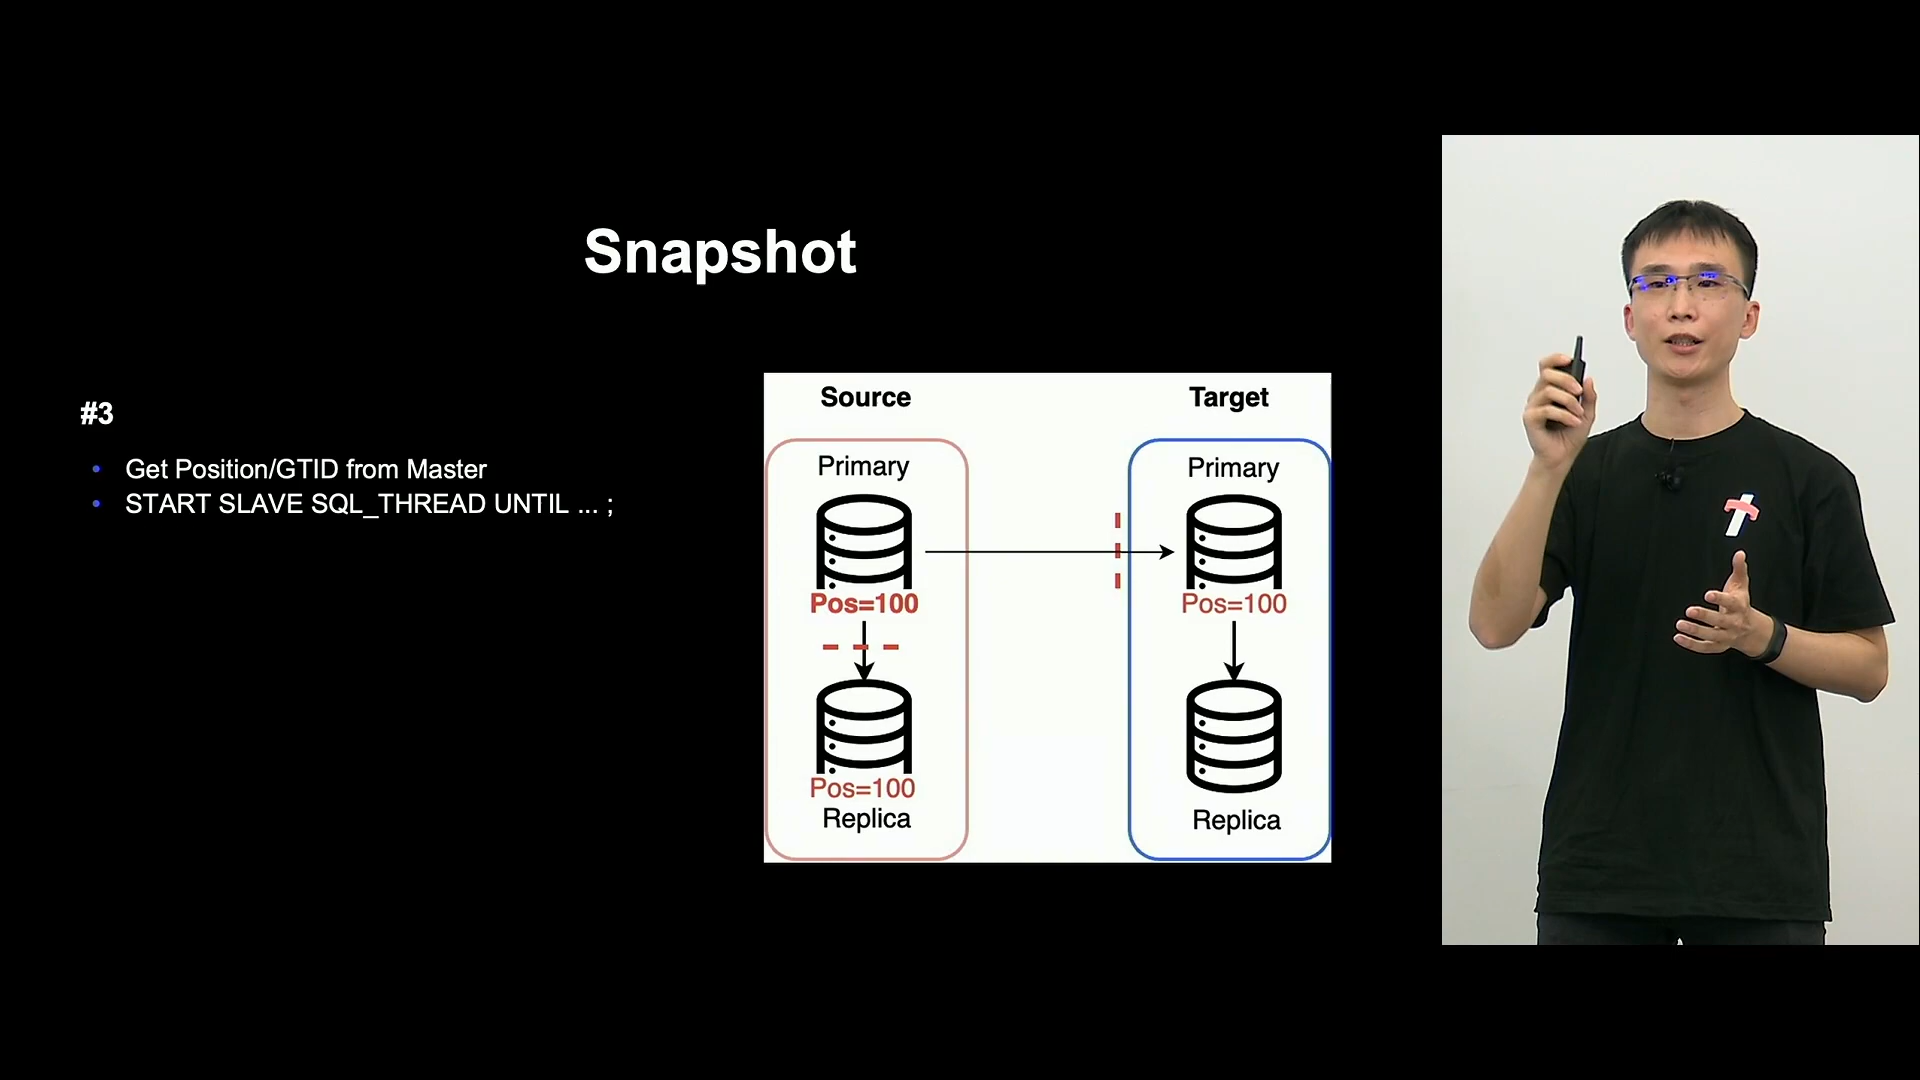 Snapshot
#3
Get Position/GTID from Master
START SLAVE SQL_THREAD UNTIL ... ;
Source
Target
Primary
Primary
Pos=100
Pos=100
Pos=100
Replica
Replica